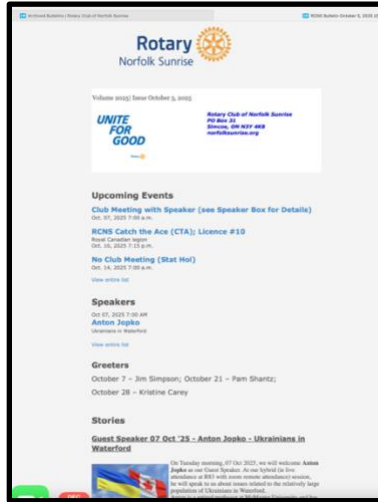 Archived Bulletins | Rotary Club of Norfolk Sunrise
RCNS Bulletin October 5, 2025
Rotary
Norfolk Sunrise
Volume 2025| Issue October 5, 2025
UNITE
FOR
GOOD
Rotary
Rotary Club of Norfolk Sunrise
PO Box 31
Simcoe, ON N3Y 4K8
norfolksunrise.org
Upcoming Events
Club Meeting with Speaker (see Speaker Box for Details)
Oct. 07, 2025 7:00 a.m.
RCNS Catch the Ace (CTA); Licence #10
Royal Canadian legion
Oct. 10, 2025 7:15 p.m.
No Club Meeting (Stat Hol)
Oct. 14, 2025 7:00 a.m.
View entire list
Speakers
Oct 07, 2025 7:00 AM
Anton Jopko
Ukrainians in Waterford
View entire list
Greeters
October 7 – Jim Simpson; October 21 – Pam Shantz;
October 28 – Kristine Carey
Stories
Guest Speaker 07 Oct '25 - Anton Jopko - Ukrainians in
Waterford
On Tuesday morning, 07 Oct 2025, we will welcome Anton
Jopko as our Guest Speaker. At our hybrid (in live
attendance at RIO with zoom remote attendance) session,
he will speak to us about issues related to the relatively large
population of Ukrainians in Waterford.
DEC